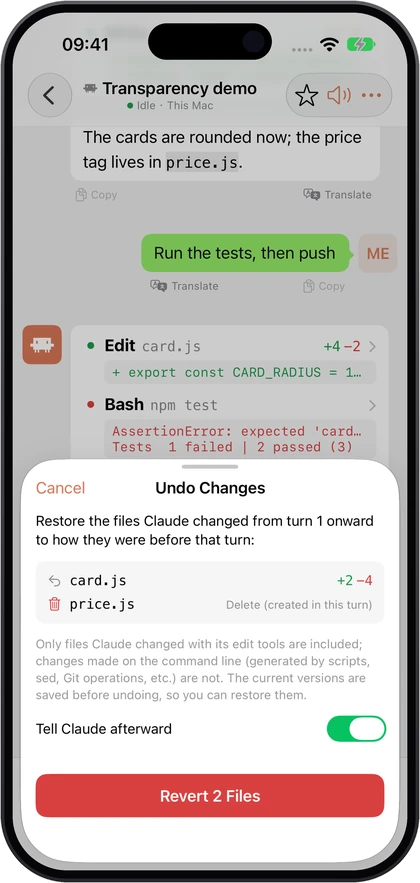 09:41
Transparency demo
Idle · This Mac
The cards are rounded now; the price
tag lives in price.js.
Copy
Translate
Run the tests, then push
ME
Translate
Copy
Edit card.js
+4 −2
+ export const CARD_RADIUS = 1…
Bash npm test
AssertionError: expected 'card…
Tests 1 failed | 2 passed (3)
Cancel
Undo Changes
Restore the files Claude changed from turn 1 onward
to how they were before that turn:
card.js
+2 −4
price.js
Delete (created in this turn)
Only files Claude changed with its edit tools are included;
changes made on the command line (generated by scripts,
sed, Git operations, etc.) are not. The current versions are
saved before undoing, so you can restore them.
Tell Claude afterward
Revert 2 Files